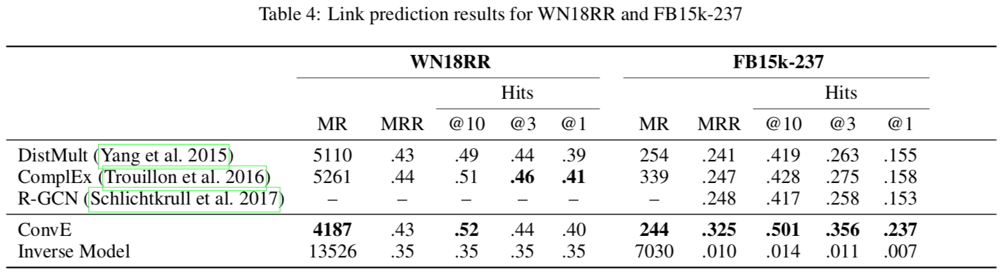 Table 4: Link prediction results for WN18RR and FB15k-237
WN18RR FB15k-237
Hits Hits
MR MRR @10 @3 @1 MR MRR @10 @3 @1
DistMult (Yang et al. 2015) 5110 .43 .49 .44 .39 254 .241 .419 .263 .155
ComplEx (Trouillon et al. 2016) 5261 .44 .51 .46 .41 339 .247 .428 .275 .158
R-GCN (Schlichtkrull et al. 2017) – – – – – – .248 .417 .258 .153
ConvE 4187 .43 .52 .44 .40 244 .325 .501 .356 .237
Inverse Model 13526 .35 .35 .35 .35 7030 .010 .014 .011 .007